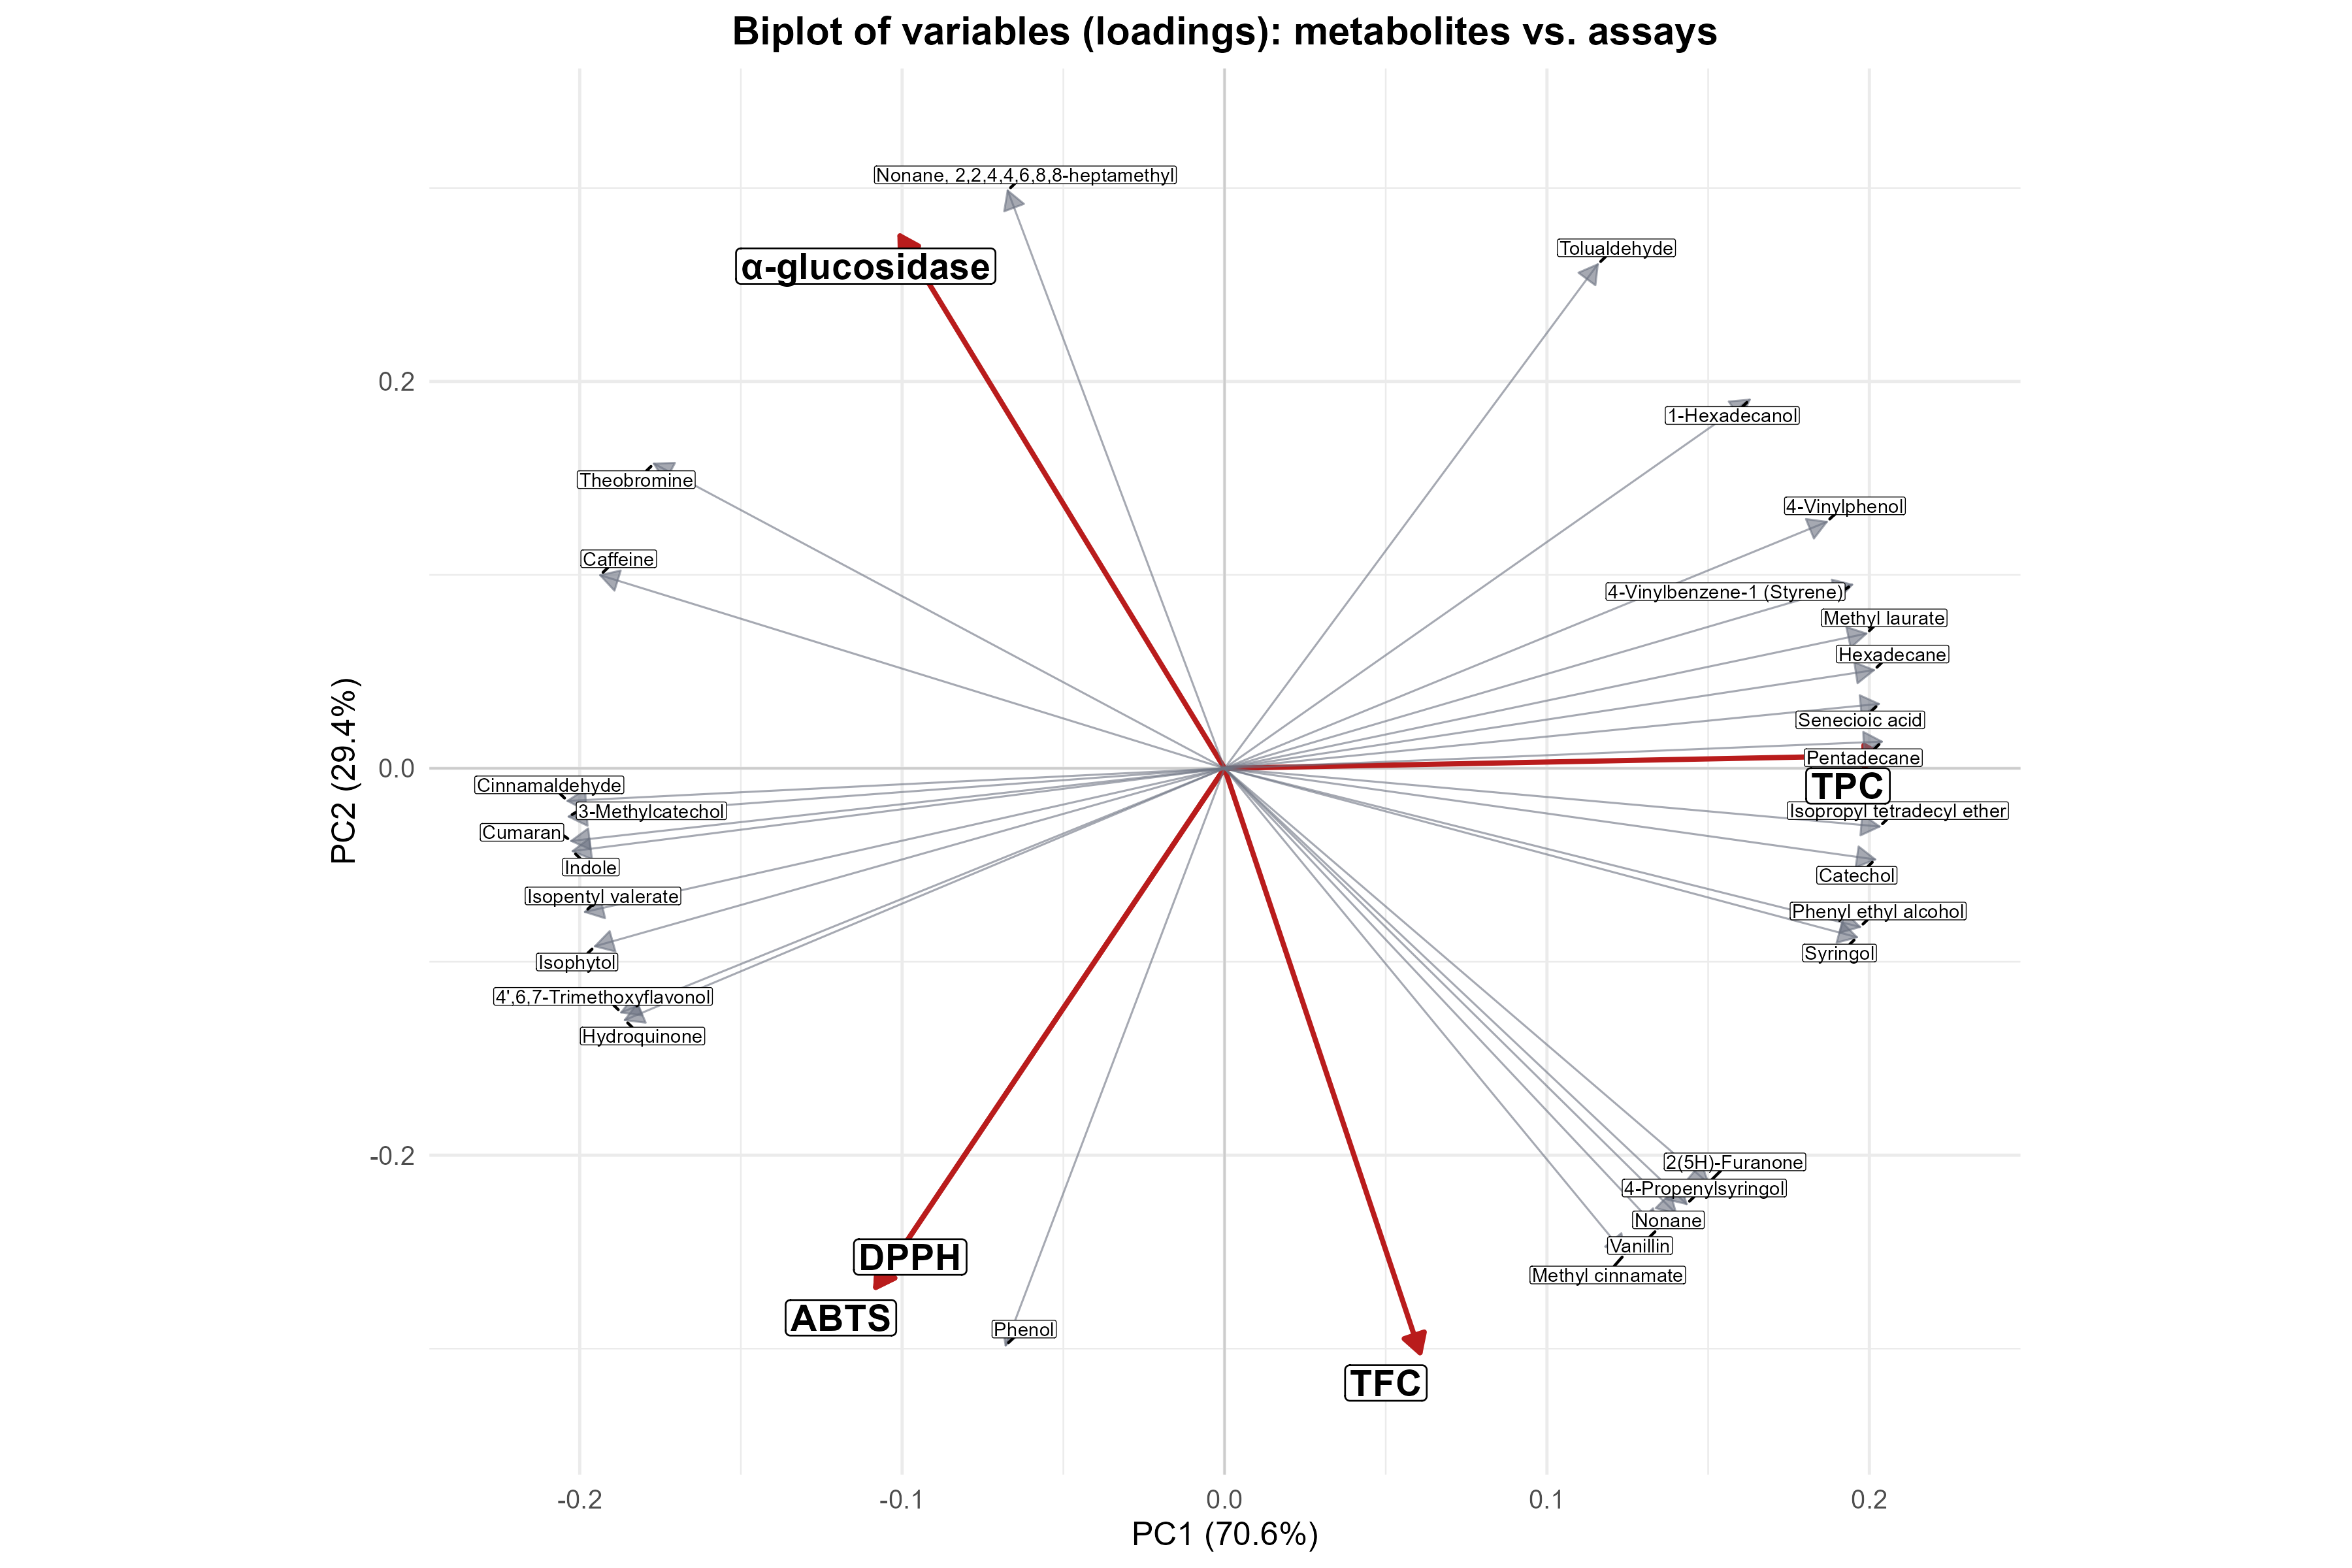 Biplot of variables (loadings): metabolites vs. assays
Nonane, 2,2,4,4,6,8,8-heptamethyl
Tolualdehyde
α-glucosidase
0.2
1-Hexadecanol
Theobromine
4-Vinylphenol
Caffeine
4-Vinylbenzene-1 (Styrene)
Methyl laurate
Hexadecane
Senecioic acid
Pentadecane
0.0
Cinnamaldehyde
TPC
3-Methylcatechol
Isopropyl tetradecyl ether
Cumaran
Indole
Catechol
Isopentyl valerate
Phenyl ethyl alcohol
Isophytol
Syringol
4',6,7-Trimethoxyflavonol
Hydroquinone
PC2 (29.4%)
-0.2
2(5H)-Furanone
4-Propenylsyringol
Nonane
Vanillin
DPPH
Methyl cinnamate
ABTS
Phenol
TFC
-0.2
-0.1
0.0
0.1
0.2
PC1 (70.6%)